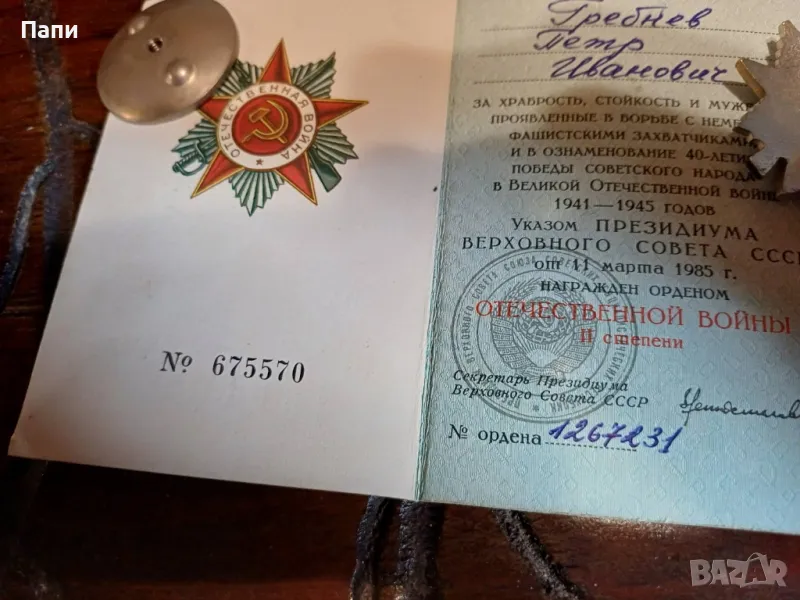 Папи
ОТЕЧЕСТВЕННАЯ ВОЙНА
№ 675570
Гребнев
Петр
Иванович
ЗА ХРАБРОСТЬ, СТОЙКОСТЬ И МУЖЕ
ПРОЯВЛЕННЫЕ В БОРЬБЕ С НЕМЕ
ФАШИСТСКИМИ ЗАХВАТЧИКАМИ
И В ОЗНАМЕНОВАНИЕ 40-ЛЕТИ
ПОБЕДЫ СОВЕТСКОГО НАРОДА
В ВЕЛИКОЙ ОТЕЧЕСТВЕННОЙ ВОЙН
1941—1945 ГОДОВ
УКАЗОМ ПРЕЗИДИУМА
ВЕРХОВНОГО СОВЕТА СССР
от 11 марта 1985 г.
НАГРАЖДЕН ОРДЕНОМ
ОТЕЧЕСТВЕННОЙ ВОЙНЫ
II степени
Секретарь Президиума
Верховного Совета СССР
№ ордена 1267231
BAZAR